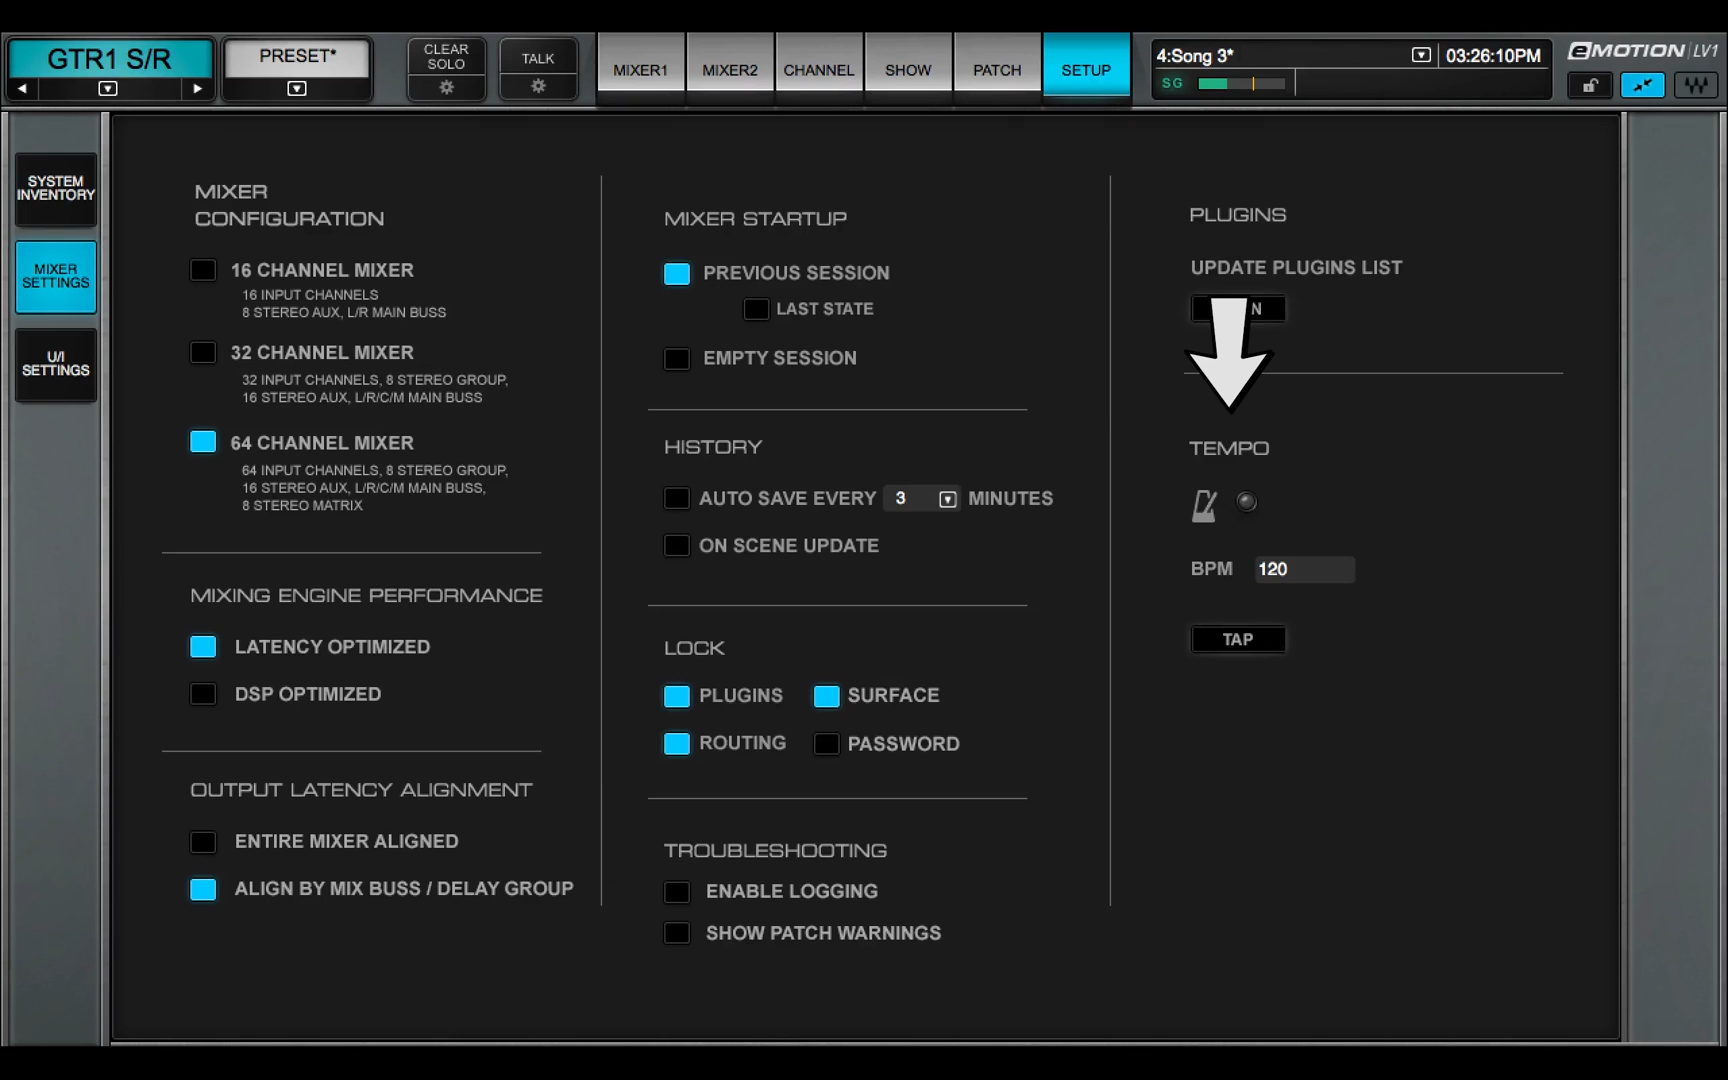 GTR1 S/R
PRESET*
CLEAR
SOLO
TALK
MIXER1
MIXER2
CHANNEL
SHOW
PATCH
SETUP
4:Song 3*
03:26:10PM
SG
eMOTION | LV1
SYSTEM
INVENTORY
MIXER
SETTINGS
U/I
SETTINGS
MIXER
CONFIGURATION
16 CHANNEL MIXER
16 INPUT CHANNELS
8 STEREO AUX, L/R MAIN BUSS
32 CHANNEL MIXER
32 INPUT CHANNELS, 8 STEREO GROUP,
16 STEREO AUX, L/R/C/M MAIN BUSS
64 CHANNEL MIXER
64 INPUT CHANNELS, 8 STEREO GROUP,
16 STEREO AUX, L/R/C/M MAIN BUSS,
8 STEREO MATRIX
MIXING ENGINE PERFORMANCE
LATENCY OPTIMIZED
DSP OPTIMIZED
OUTPUT LATENCY ALIGNMENT
ENTIRE MIXER ALIGNED
ALIGN BY MIX BUSS / DELAY GROUP
MIXER STARTUP
PREVIOUS SESSION
LAST STATE
EMPTY SESSION
HISTORY
AUTO SAVE EVERY 3 MINUTES
ON SCENE UPDATE
LOCK
PLUGINS SURFACE
ROUTING PASSWORD
TROUBLESHOOTING
ENABLE LOGGING
SHOW PATCH WARNINGS
PLUGINS
UPDATE PLUGINS LIST
TEMPO
BPM 120
TAP